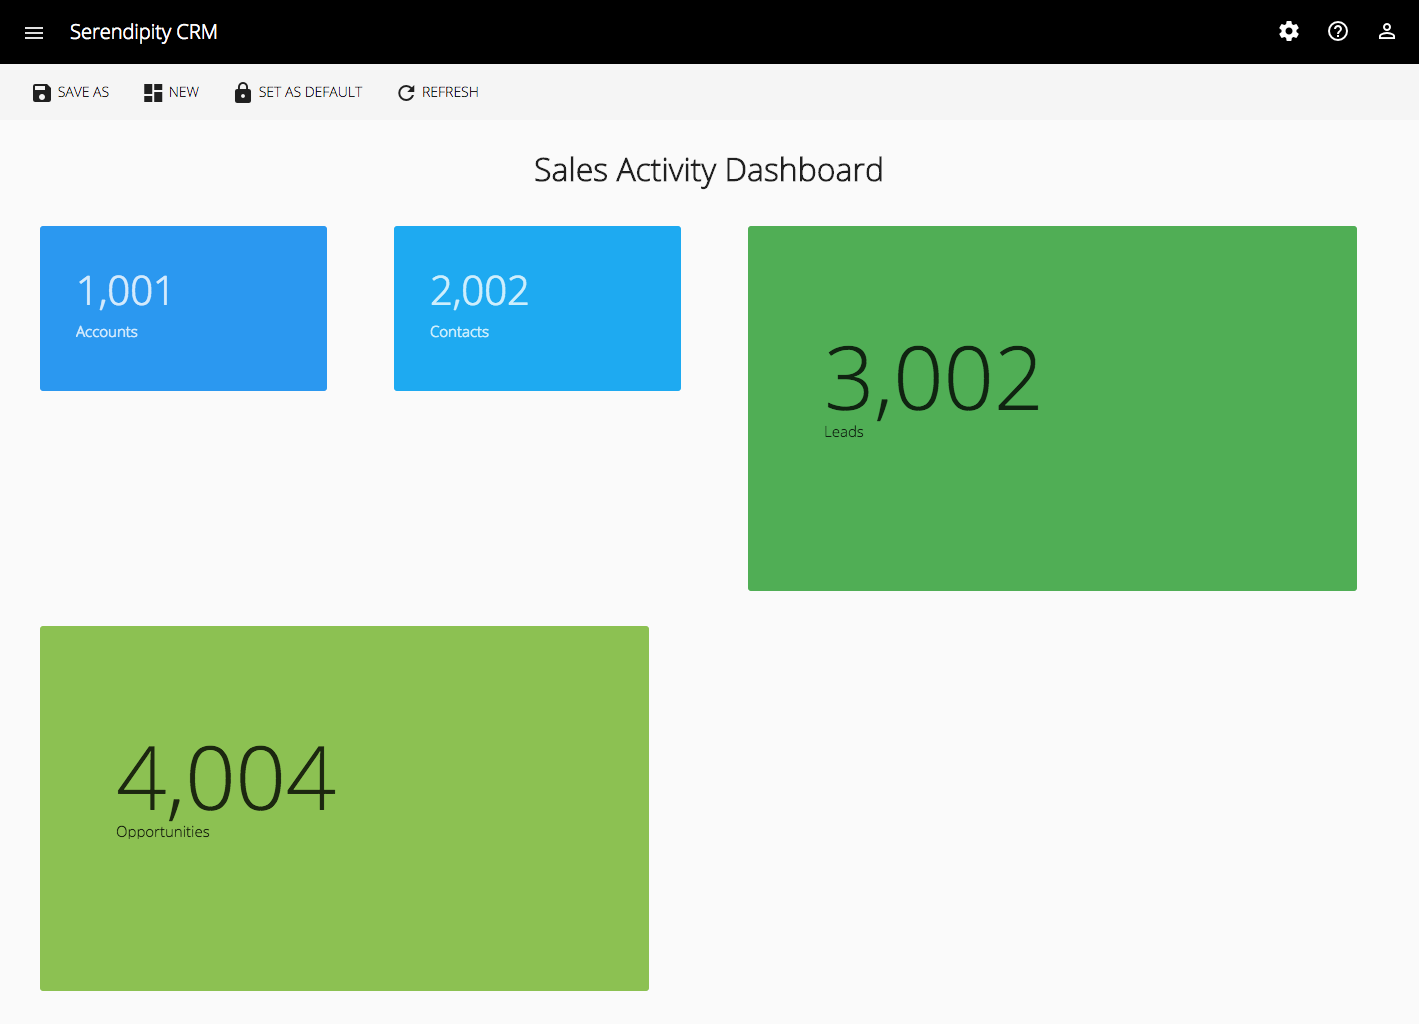 Serendipity CRM
SAVE AS
NEW
SET AS DEFAULT
REFRESH
Sales Activity Dashboard
1,001
Accounts
2,002
Contacts
3,002
Leads
4,004
Opportunities